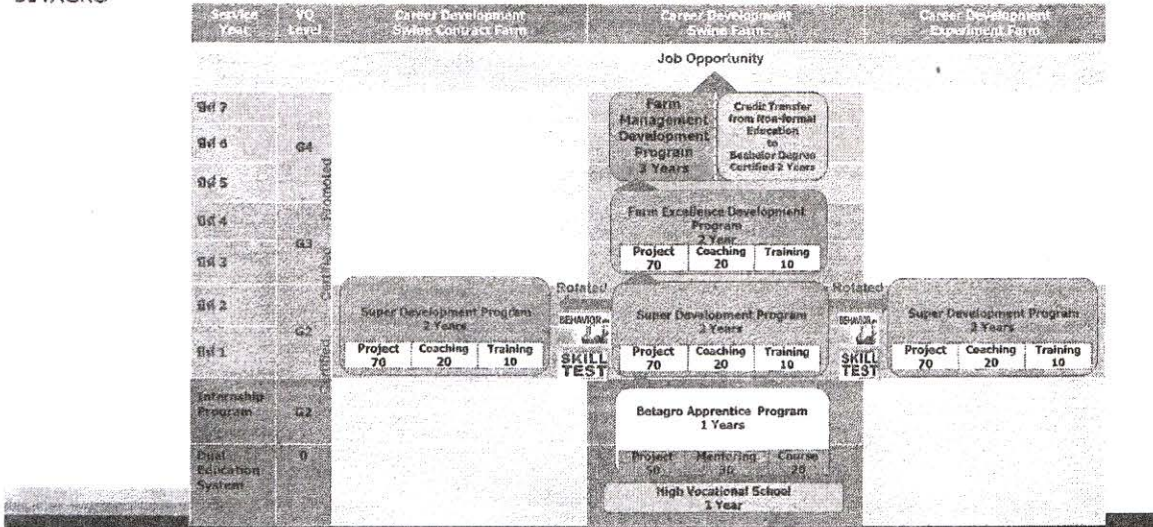 Service Year
VQ Level
Career Development
Swine Contract Farm
Career Development
Swine Farm
Career Development
Experiment Farm
Job Opportunity
ปีที่ 7
ปีที่ 6
ปีที่ 5
ปีที่ 4
ปีที่ 3
ปีที่ 2
ปีที่ 1
Internship
Program
Dual
Education
System
G4
G3
G2
G2
0
Promoted
Certified
Certified
Farm
Management
Development
Program
3 Years
Credit Transfer
from Non-formal
Education
to
Bachelor Degree
Certified 2 Years
Farm Excellence Development
Program
2 Year
Project Coaching Training
70 20 10
Rotated
Rotated
Super Development Program
2 Years
Project Coaching Training
70 20 10
BEHAVIOR
SKILL
TEST
Super Development Program
2 Years
Project Coaching Training
70 20 10
BEHAVIOR
SKILL
TEST
Super Development Program
2 Years
Project Coaching Training
70 20 10
Betagro Apprentice Program
1 Years
Project Mentoring Course
50 30 20
High Vocational School
1 Year